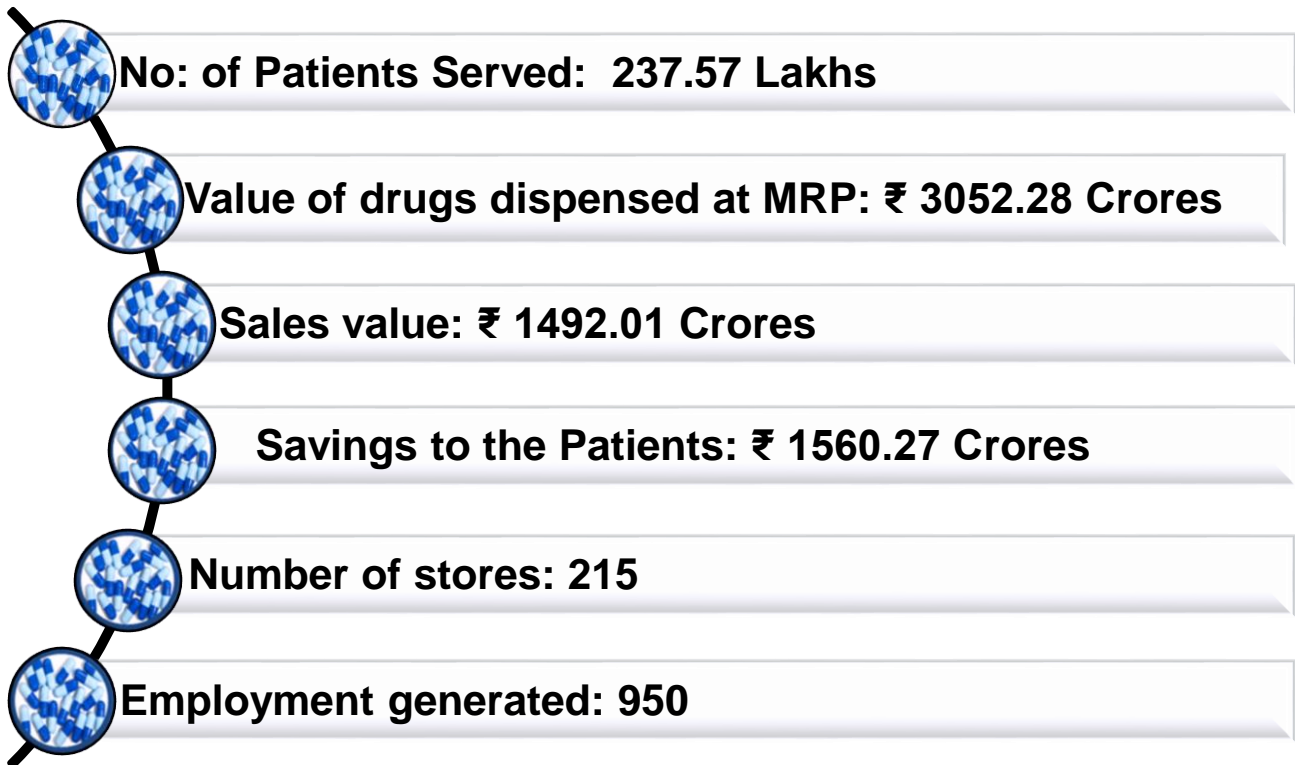 No: of Patients Served: 237.57 Lakhs
Value of drugs dispensed at MRP: ₹ 3052.28 Crores
Sales value: ₹ 1492.01 Crores
Savings to the Patients: ₹ 1560.27 Crores
Number of stores: 215
Employment generated: 950